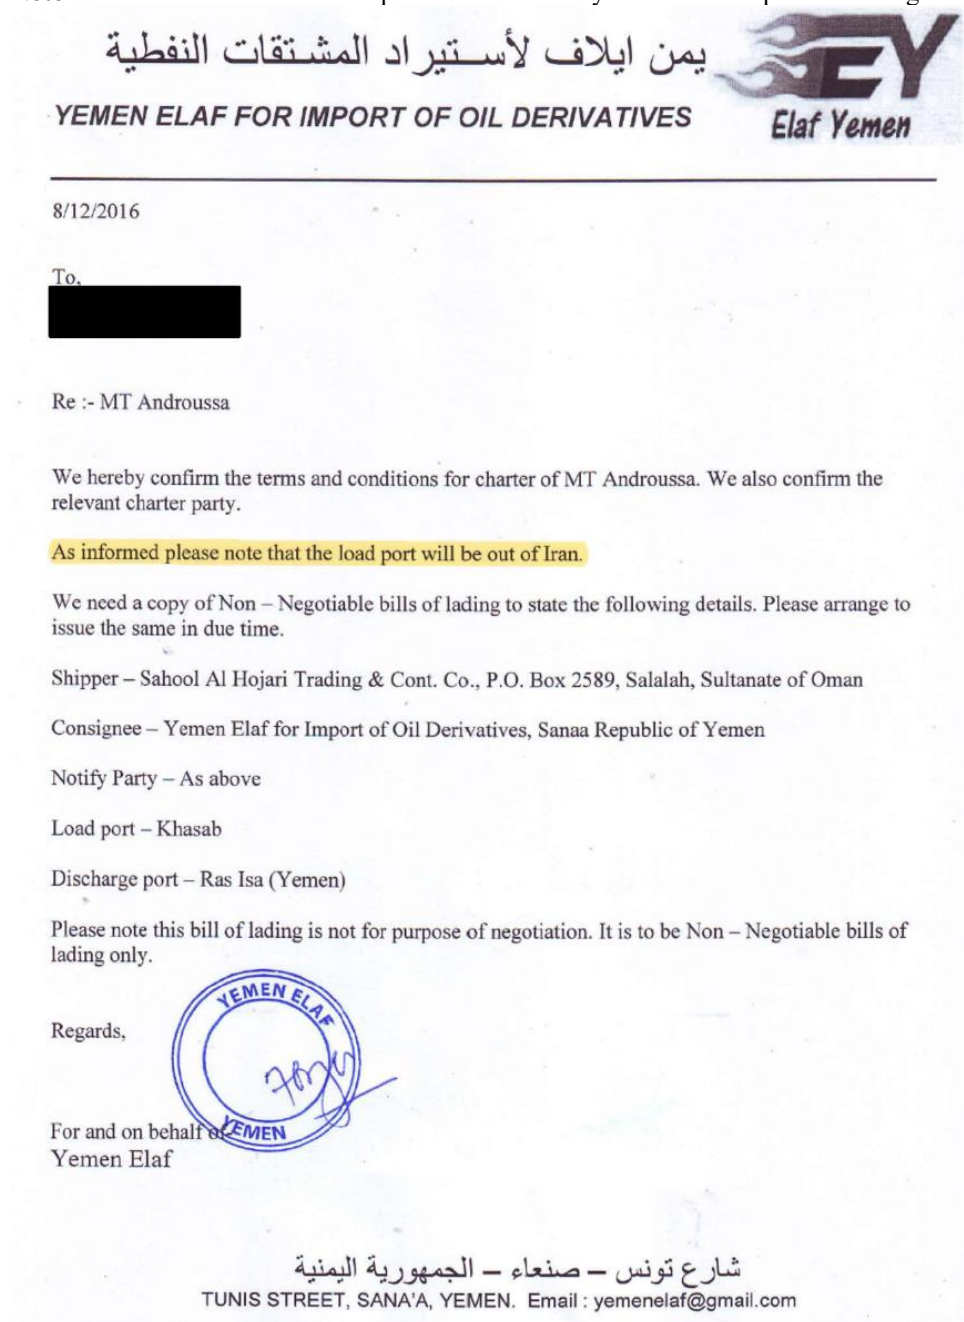 يمن ايلاف لأستيراد المشتقات النفطية
YEMEN ELAF FOR IMPORT OF OIL DERIVATIVES
EY
Elaf Yemen
8/12/2016
To,
Re :- MT Androussa
We hereby confirm the terms and conditions for charter of MT Androussa. We also confirm the
relevant charter party.
As informed please note that the load port will be out of Iran.
We need a copy of Non – Negotiable bills of lading to state the following details. Please arrange to
issue the same in due time.
Shipper – Sahool Al Hojari Trading & Cont. Co., P.O. Box 2589, Salalah, Sultanate of Oman
Consignee – Yemen Elaf for Import of Oil Derivatives, Sanaa Republic of Yemen
Notify Party – As above
Load port – Khasab
Discharge port – Ras Isa (Yemen)
Please note this bill of lading is not for purpose of negotiation. It is to be Non – Negotiable bills of
lading only.
YEMEN ELAF
Regards,
YEMEN
For and on behalf of
Yemen Elaf
شارع تونس – صنعاء – الجمهورية اليمنية
TUNIS STREET, SANA'A, YEMEN. Email : yemenelaf@gmail.com